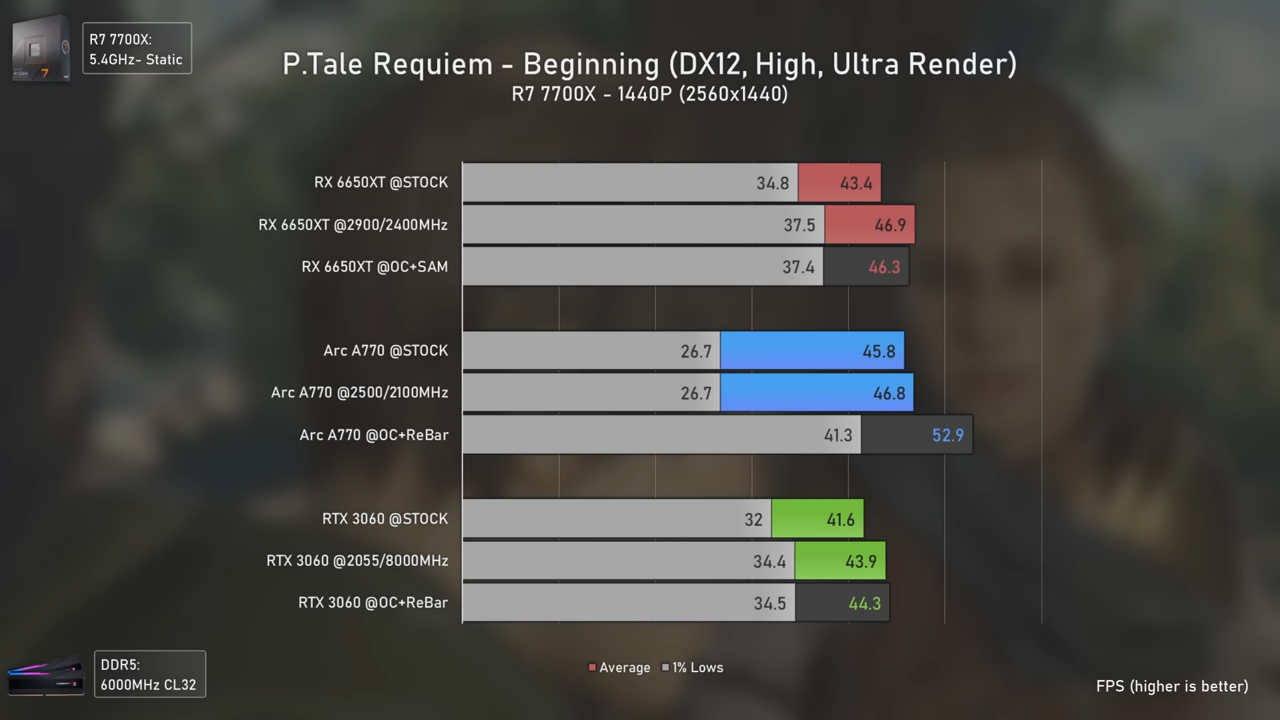 R7 7700X:
5.4GHz- Static
P.Tale Requiem - Beginning (DX12, High, Ultra Render)
R7 7700X - 1440P (2560x1440)
RX 6650XT @STOCK 34.8 43.4
RX 6650XT @2900/2400MHz 37.5 46.9
RX 6650XT @OC+SAM 37.4 46.3
Arc A770 @STOCK 26.7 45.8
Arc A770 @2500/2100MHz 26.7 46.8
Arc A770 @OC+ReBar 41.3 52.9
RTX 3060 @STOCK 32 41.6
RTX 3060 @2055/8000MHz 34.4 43.9
RTX 3060 @OC+ReBar 34.5 44.3
Average 1% Lows
DDR5:
6000MHz CL32
FPS (higher is better)